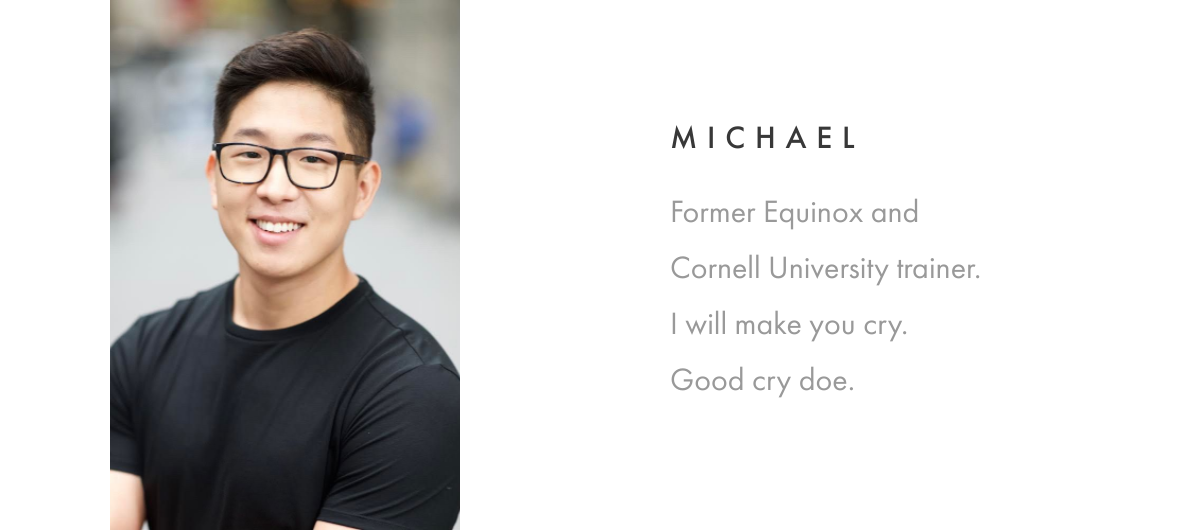 MICHAEL
Former Equinox and
Cornell University trainer.
I will make you cry.
Good cry doe.